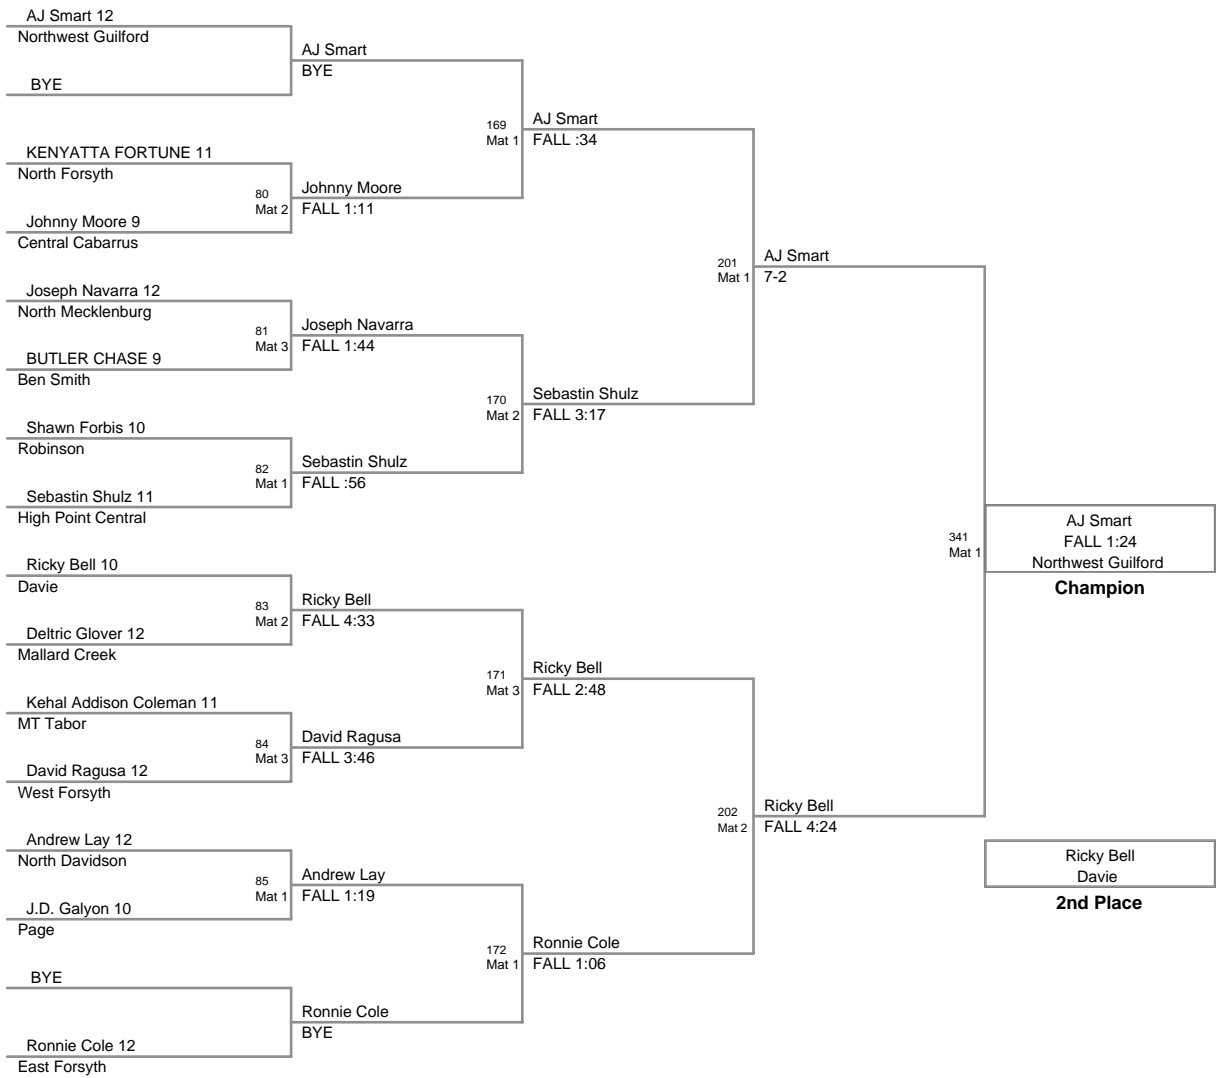 AJ Smart 12
Northwest Guilford
BYE
KENYATTA FORTUNE 11
North Forsyth
Johnny Moore 9
Central Cabarrus
Joseph Navarra 12
North Mecklenburg
BUTLER CHASE 9
Ben Smith
Shawn Forbis 10
Robinson
Sebastin Shulz 11
High Point Central
Ricky Bell 10
Davie
Deltric Glover 12
Mallard Creek
Kehal Addison Coleman 11
MT Tabor
David Ragusa 12
West Forsyth
Andrew Lay 12
North Davidson
J.D. Galyon 10
Page
BYE
Ronnie Cole 12
East Forsyth
AJ Smart
BYE
80
Mat 2
Johnny Moore
FALL 1:11
81
Mat 3
Joseph Navarra
FALL 1:44
82
Mat 1
Sebastin Shulz
FALL :56
83
Mat 2
Ricky Bell
FALL 4:33
84
Mat 3
David Ragusa
FALL 3:46
85
Mat 1
Andrew Lay
FALL 1:19
Ronnie Cole
BYE
169
Mat 1
AJ Smart
FALL :34
170
Mat 2
Sebastin Shulz
FALL 3:17
171
Mat 3
Ricky Bell
FALL 2:48
172
Mat 1
Ronnie Cole
FALL 1:06
201
Mat 1
AJ Smart
7-2
202
Mat 2
Ricky Bell
FALL 4:24
341
Mat 1
AJ Smart
FALL 1:24
Northwest Guilford
Champion
Ricky Bell
Davie
2nd Place